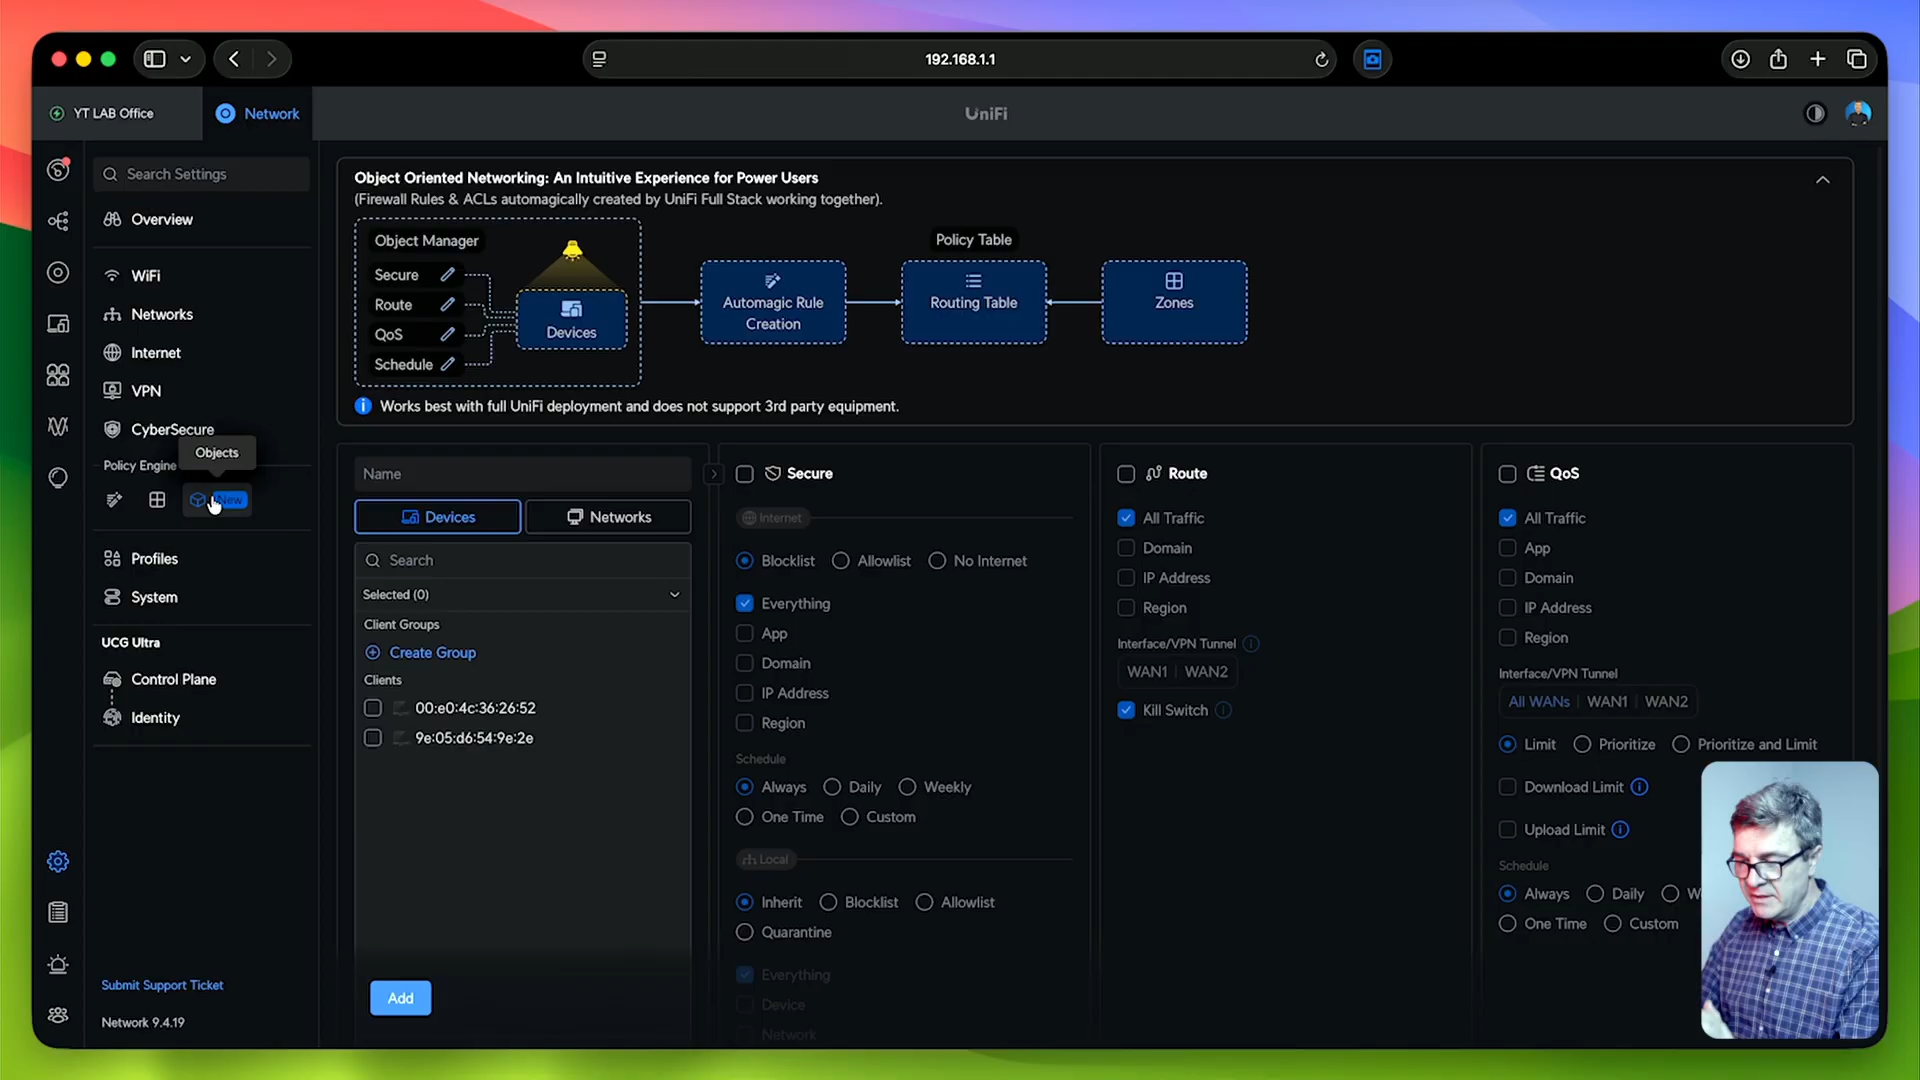 192.168.1.1
YT LAB Office
Network
UniFi
Search Settings
Overview
WiFi
Networks
Internet
VPN
CyberSecure
Objects
Policy Engine
New
Profiles
System
UCG Ultra
Control Plane
Identity
Submit Support Ticket
Network 9.4.19
Object Oriented Networking: An Intuitive Experience for Power Users
(Firewall Rules & ACLs automagically created by UniFi Full Stack working together).
Object Manager
Secure
Route
QoS
Schedule
Devices
Automagic Rule
Creation
Policy Table
Routing Table
Zones
Works best with full UniFi deployment and does not support 3rd party equipment.
Name
Devices
Networks
Search
Selected (0)
Client Groups
Create Group
Clients
00:e0:4c:36:26:52
9e:05:d6:54:9e:2e
Add
Secure
Internet
Blocklist Allowlist No Internet
Everything
App
Domain
IP Address
Region
Schedule
Always Daily Weekly
One Time Custom
Local
Inherit Blocklist Allowlist
Quarantine
Everything
Device
Network
Route
All Traffic
Domain
IP Address
Region
Interface/VPN Tunnel
WAN1 WAN2
Kill Switch
QoS
All Traffic
App
Domain
IP Address
Region
Interface/VPN Tunnel
All WANs WAN1 WAN2
Limit Prioritize Prioritize and Limit
Download Limit
Upload Limit
Schedule
Always Daily
One Time Custom